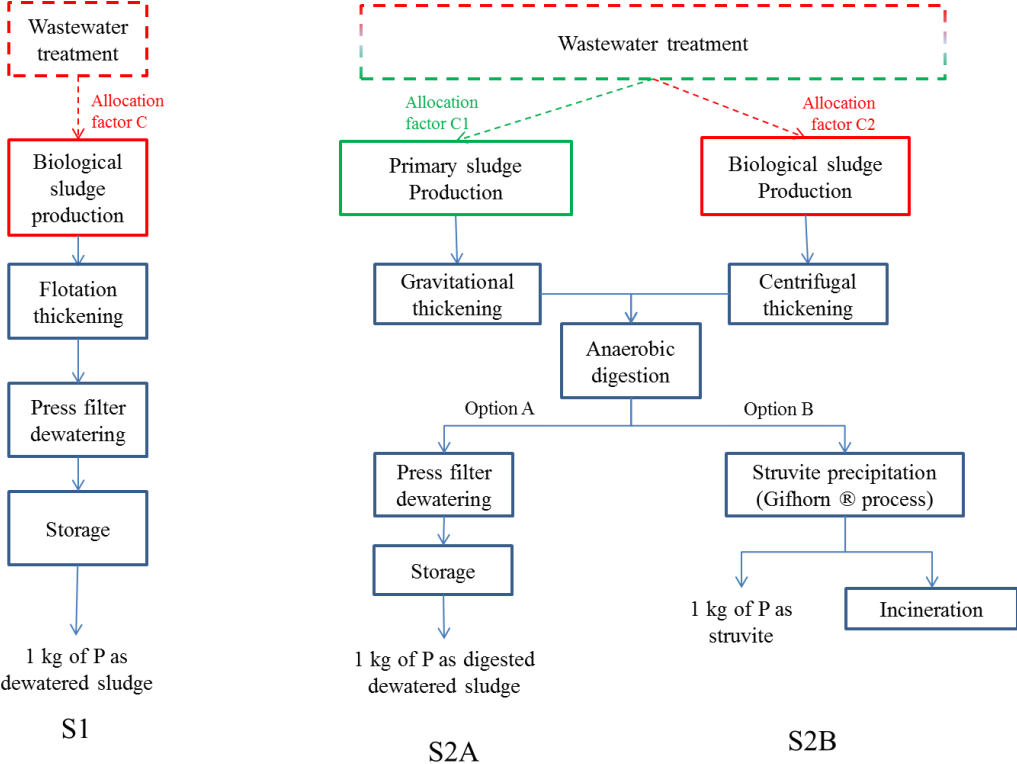 Wastewater
treatment
Allocation
factor C
Biological
sludge
production
Flotation
thickening
Press filter
dewatering
Storage
1 kg of P as
dewatered sludge
S1
Wastewater treatment
Allocation
factor C1
Allocation
factor C2
Primary sludge
Production
Biological sludge
Production
Gravitational
thickening
Centrifugal
thickening
Anaerobic
digestion
Option A
Option B
Press filter
dewatering
Storage
1 kg of P as digested
dewatered sludge
S2A
Struvite precipitation
(Gifhorn ® process)
1 kg of P as
struvite
Incineration
S2B